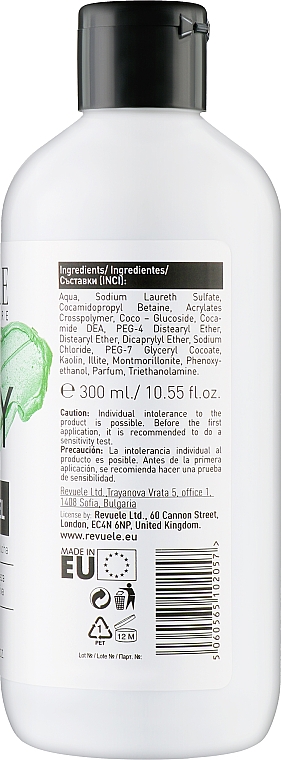 Ingredients/ Ingredientes/
Съставки [INCI]:
Aqua, Sodium Laureth Sulfate,
Cocamidopropyl Betaine, Acrylates
Crosspolymer, Coco – Glucoside, Coca-
mide DEA, PEG-4 Distearyl Ether,
Distearyl Ether, Dicaprylyl Ether, Sodium
Chloride, PEG-7 Glyceryl Cocoate,
Kaolin, Illite, Montmorillonite, Phenoxy-
ethanol, Parfum, Triethanolamine.
℮ 300 ml./ 10.55 fl.oz.
Caution: Individual intolerance to the
product is possible. Before the first
application, it is recommended to do a
sensitivity test.
Precaución: La intolerancia individual al
producto es posible. Antes de la primera
aplicación, se recomienda hacer una prueba
de sensibilidad.
Revuele Ltd.,Trayanova Vrata 5, office 1,
1408 Sofia, Bulgaria
License by: Revuele Ltd., 60 Cannon Street,
London, EC4N 6NP, United Kingdom.
www.revuele.eu
MADE IN
EU
1
PET
12 M
Lot № / Lote № / Парт. №:
5060565102057
E
RE
Y
EL